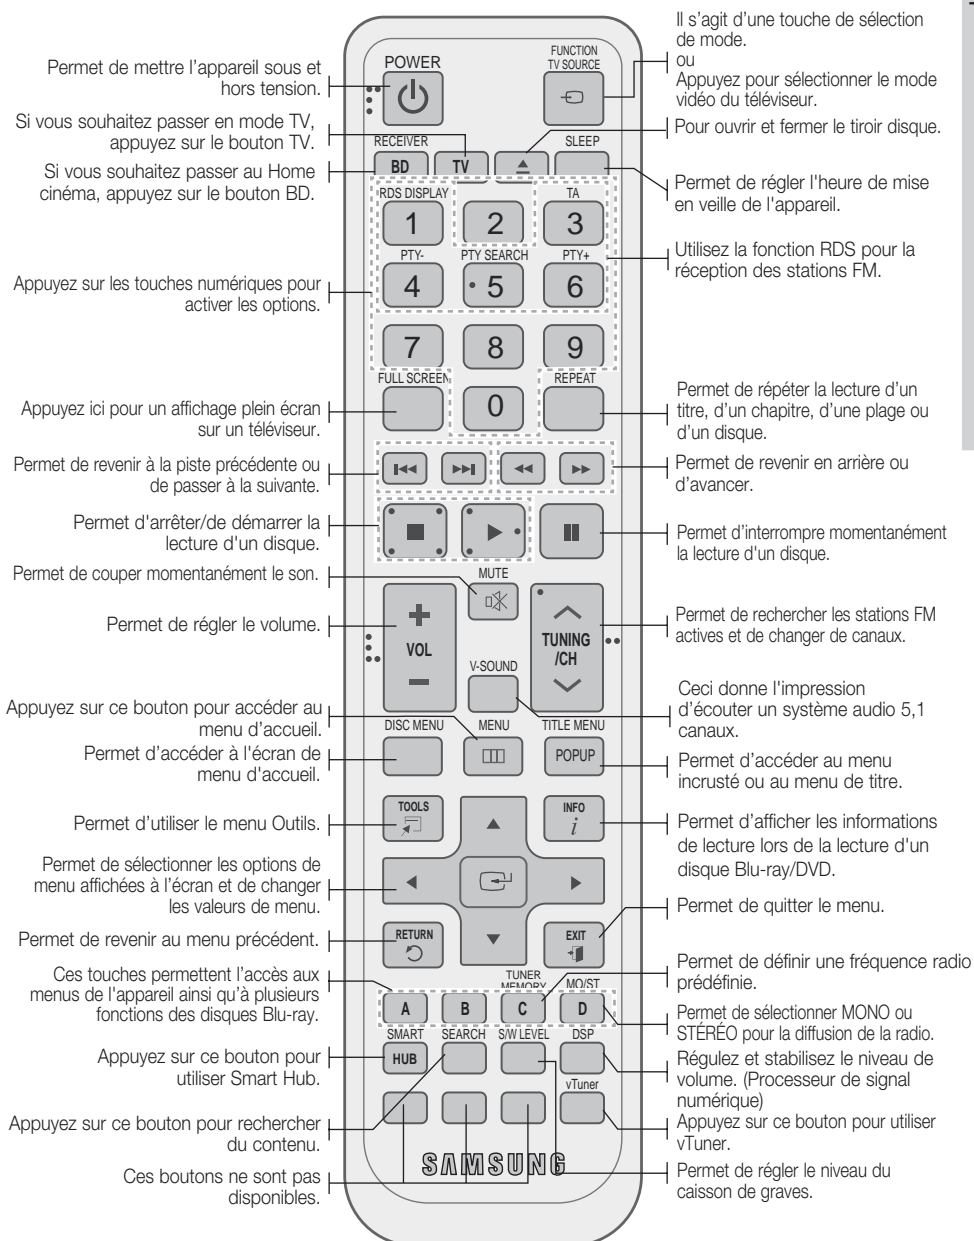 Permet de mettre l'appareil sous et
hors tension.
Si vous souhaitez passer en mode TV,
appuyez sur le bouton TV.
Si vous souhaitez passer au Home
cinéma, appuyez sur le bouton BD.
Appuyez sur les touches numériques pour
activer les options.
Appuyez ici pour un affichage plein écran
sur un téléviseur.
Permet de revenir à la piste précédente ou
de passer à la suivante.
Permet d'arrêter/de démarrer la
lecture d'un disque.
Permet de couper momentanément le son.
Permet de régler le volume.
Appuyez sur ce bouton pour accéder au
menu d'accueil.
Permet d'accéder à l'écran de
menu d'accueil.
Permet d'utiliser le menu Outils.
Permet de sélectionner les options de
menu affichées à l'écran et de changer
les valeurs de menu.
Permet de revenir au menu précédent.
Ces touches permettent l'accès aux
menus de l'appareil ainsi qu'à plusieurs
fonctions des disques Blu-ray.
Appuyez sur ce bouton pour
utiliser Smart Hub.
Appuyez sur ce bouton pour rechercher
du contenu.
Ces boutons ne sont pas
disponibles.
POWER
FUNCTION
TV SOURCE
RECEIVER
SLEEP
BD
TV
RDS DISPLAY
TA
1
2
3
PTY-
PTY SEARCH
PTY+
4
5
6
7
8
9
FULL SCREEN
REPEAT
0
MUTE
VOL
TUNING
/CH
V-SOUND
DISC MENU
MENU
TITLE MENU
POPUP
TOOLS
INFO
i
RETURN
EXIT
TUNER
MEMORY
MO/ST
A
B
C
D
SMART
SEARCH
S/W LEVEL
DSP
HUB
vTuner
SAMSUNG
Il s'agit d'une touche de sélection
de mode.
ou
Appuyez pour sélectionner le mode
vidéo du téléviseur.
Pour ouvrir et fermer le tiroir disque.
Permet de régler l'heure de mise
en veille de l'appareil.
Utilisez la fonction RDS pour la
réception des stations FM.
Permet de répéter la lecture d'un
titre, d'un chapitre, d'une plage ou
d'un disque.
Permet de revenir en arrière ou
d'avancer.
Permet d'interrompre momentanément
la lecture d'un disque.
Permet de rechercher les stations FM
actives et de changer de canaux.
Ceci donne l'impression
d'écouter un système audio 5,1
canaux.
Permet d'accéder au menu
incrusté ou au menu de titre.
Permet d'afficher les informations
de lecture lors de la lecture d'un
disque Blu-ray/DVD.
Permet de quitter le menu.
Permet de définir une fréquence radio
prédéfinie.
Permet de sélectionner MONO ou
STÉRÉO pour la diffusion de la radio.
Régulez et stabilisez le niveau de
volume. (Processeur de signal
numérique)
Appuyez sur ce bouton pour utiliser
vTuner.
Permet de régler le niveau du
caisson de graves.